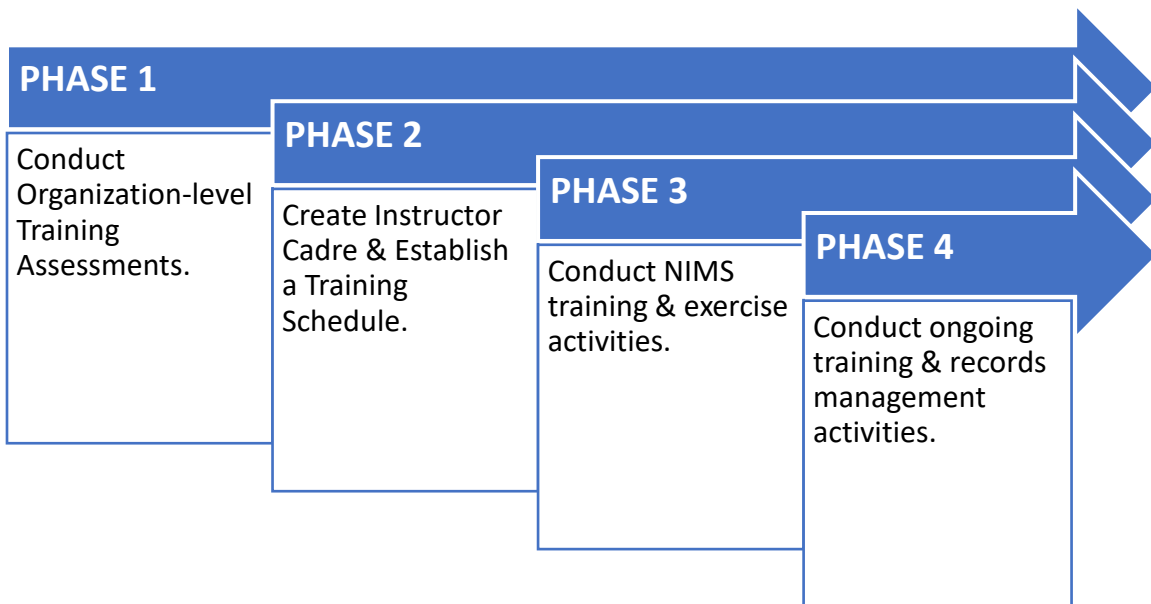 PHASE 1
Conduct
Organization-level
Training
Assessments.
PHASE 2
Create Instructor
Cadre & Establish
a Training
Schedule.
PHASE 3
Conduct NIMS
training & exercise
activities.
PHASE 4
Conduct ongoing
training & records
management
activities.